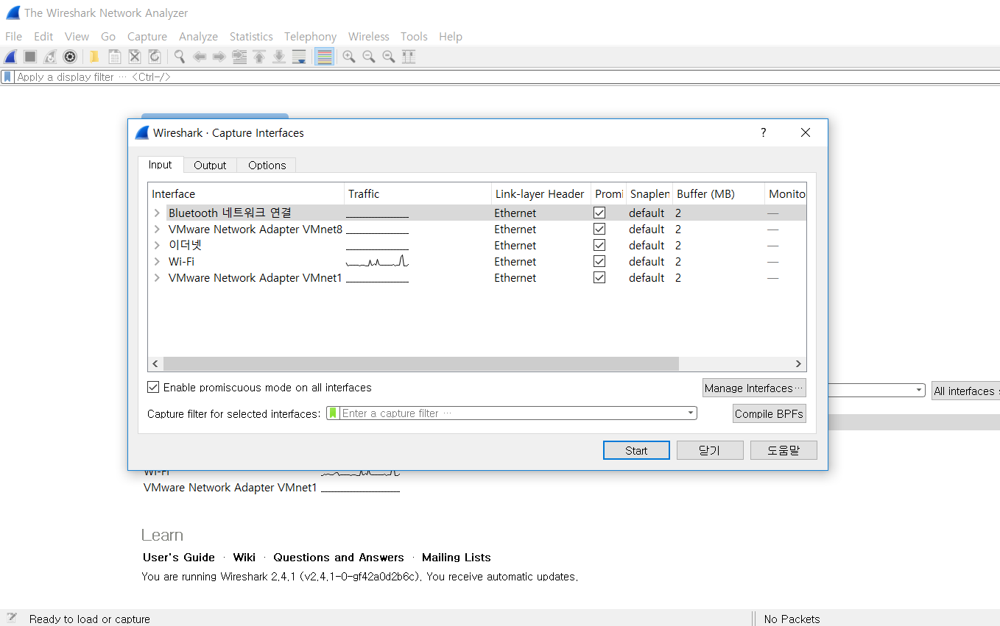 The Wireshark Network Analyzer
File Edit View Go Capture Analyze Statistics Telephony Wireless Tools Help
Apply a display filter ··· <Ctrl-/>
Wireshark · Capture Interfaces ?
Input Output Options
Interface Traffic Link-layer Header Promi Snaplen Buffer (MB) Monito
Bluetooth 네트워크 연결 Ethernet default 2 —
VMware Network Adapter VMnet8 Ethernet default 2 —
이더넷 Ethernet default 2 —
Wi-Fi Ethernet default 2 —
VMware Network Adapter VMnet1 Ethernet default 2 —
Enable promiscuous mode on all interfaces Manage Interfaces···
All interfaces
Capture filter for selected interfaces: Enter a capture filter ··· Compile BPFs
Start 닫기 도움말
Wi-Fi
VMware Network Adapter VMnet1
Learn
User's Guide · Wiki · Questions and Answers · Mailing Lists
You are running Wireshark 2.4.1 (v2.4.1-0-gf42a0d2b6c). You receive automatic updates.
Ready to load or capture No Packets